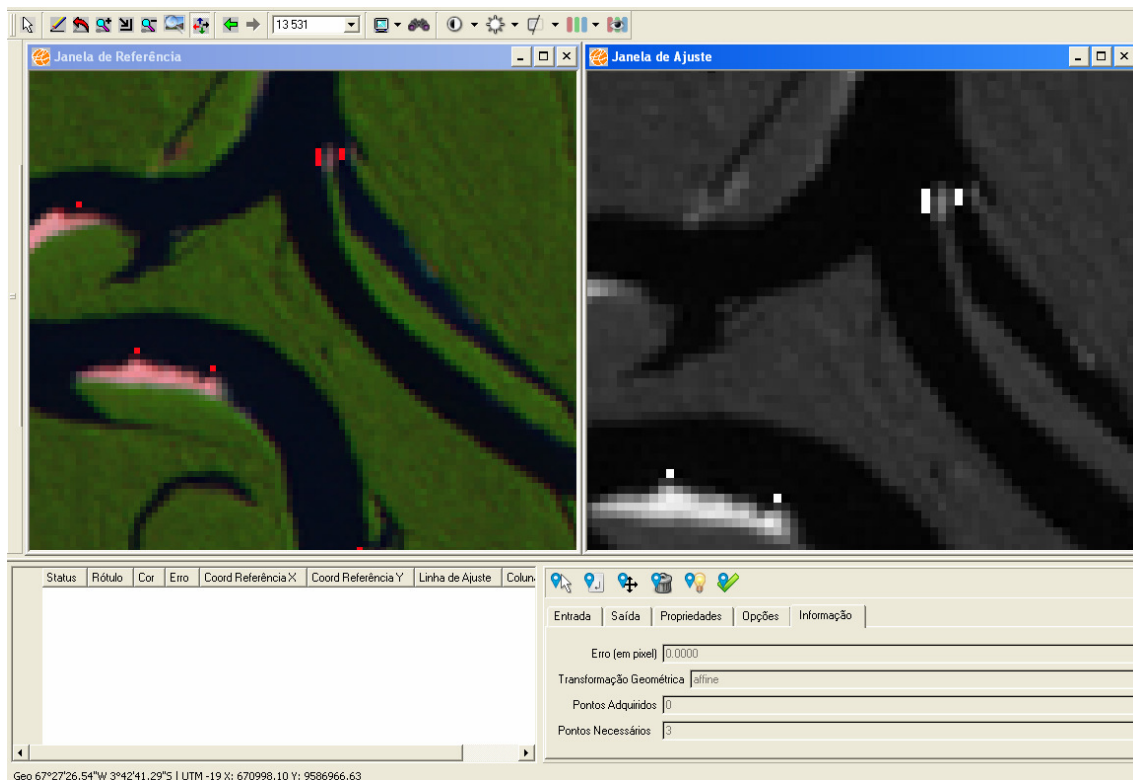 13 531
Janela de Referência
Janela de Ajuste
Status Rótulo Cor Erro Coord Referência X Coord Referência Y Linha de Ajuste Colun
Entrada Saída Propriedades Opções Informação
Erro (em pixel) 0.0000
Transformação Geométrica affine
Pontos Adquiridos 0
Pontos Necessários 3
Geo 67°27'26.54"W 3°42'41.29"S | UTM -19 X: 670998.10 Y: 9586966.63